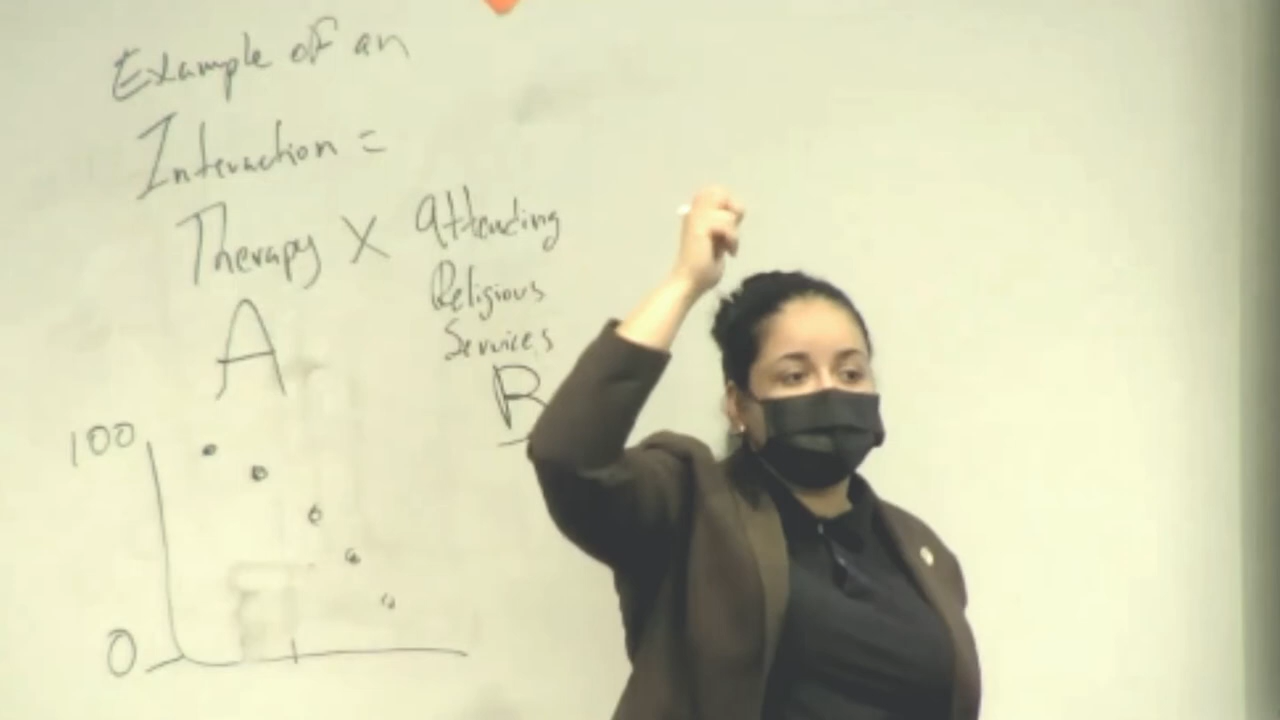 Example of an
Interaction =
Therapy X Attending
Religious
Services
A
B
100
0